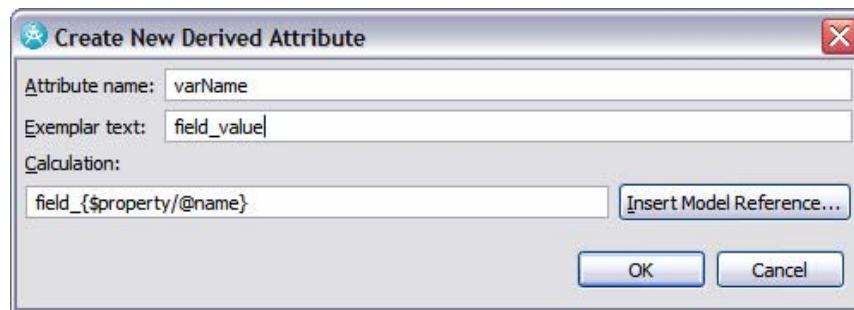 Create New Derived Attribute
Attribute name: varName
Exemplar text: field_value
Calculation:
field_{$property/@name} Insert Model Reference...
OK Cancel